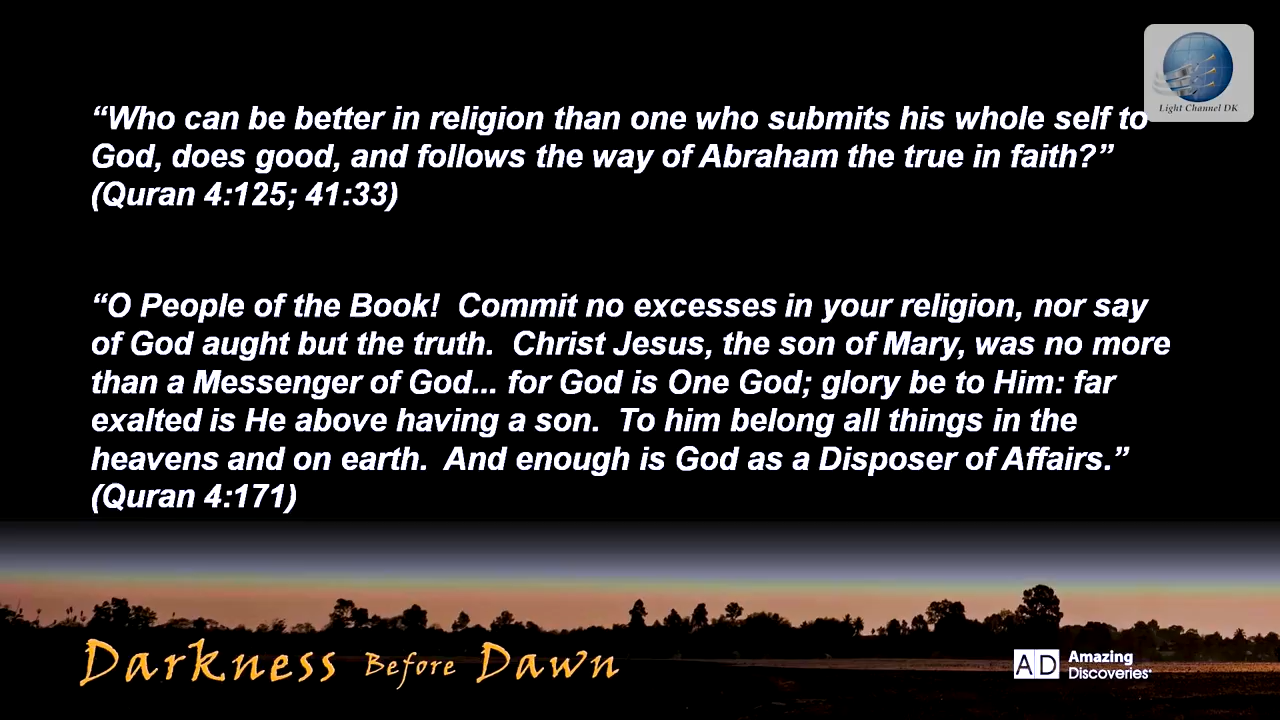 Light Channel DK
“Who can be better in religion than one who submits his whole self to
God, does good, and follows the way of Abraham the true in faith?”
(Quran 4:125; 41:33)
“O People of the Book!  Commit no excesses in your religion, nor say
of God aught but the truth.  Christ Jesus, the son of Mary, was no more
than a Messenger of God... for God is One God; glory be to Him: far
exalted is He above having a son.  To him belong all things in the
heavens and on earth.  And enough is God as a Disposer of Affairs.”
(Quran 4:171)
Darkness Before Dawn
AD Amazing
Discoveries